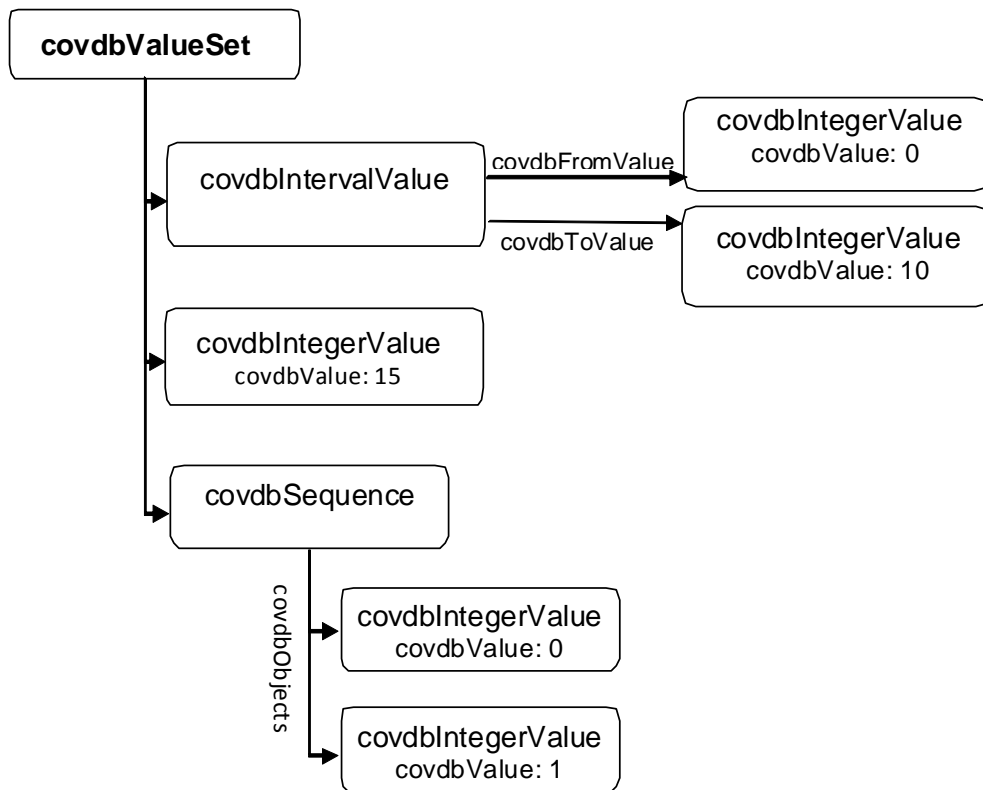 covdbValueSet
covdbIntervalValue
covdbFromValue
covdbToValue
covdbIntegerValue
covdbValue: 0
covdbIntegerValue
covdbValue: 10
covdbIntegerValue
covdbValue: 15
covdbSequence
covdbObjects
covdbIntegerValue
covdbValue: 0
covdbIntegerValue
covdbValue: 1